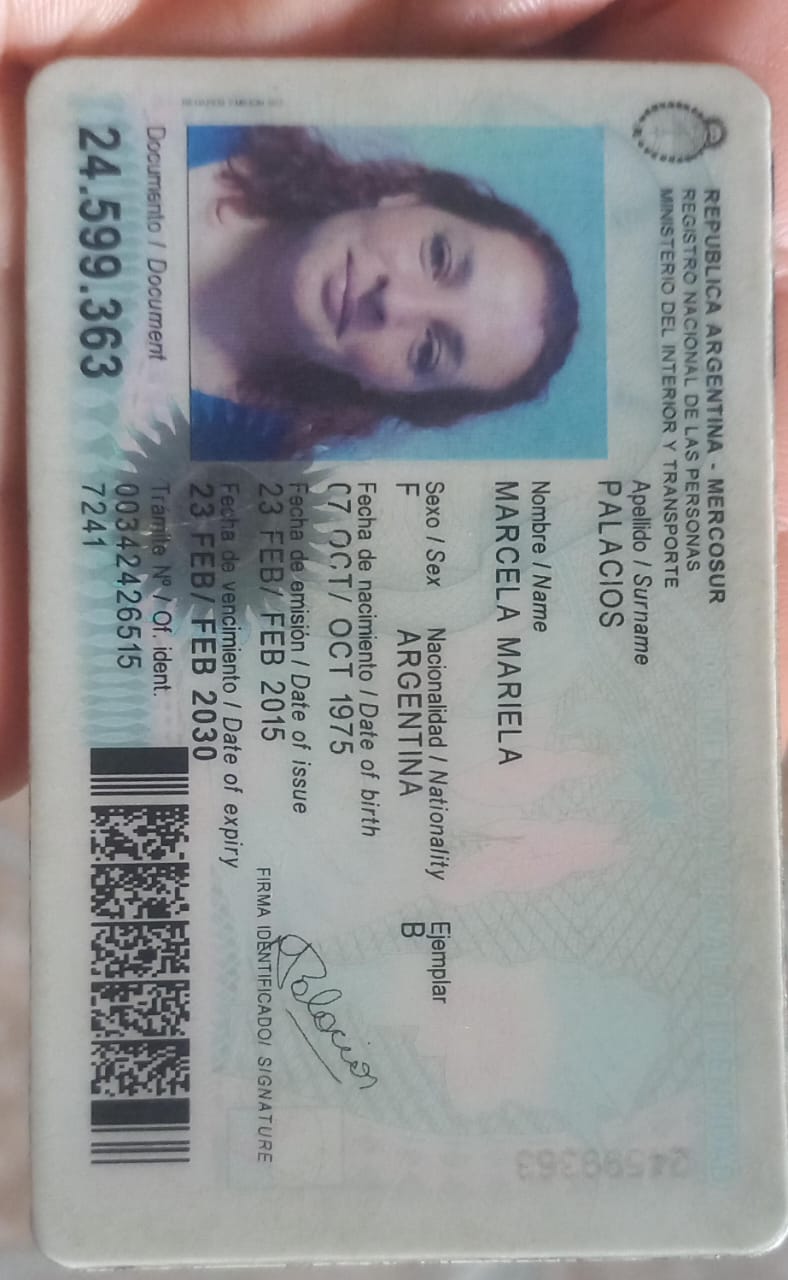 REPUBLICA ARGENTINA - MERCOSUR
REGISTRO NACIONAL DE LAS PERSONAS
MINISTERIO DEL INTERIOR Y TRANSPORTE
Apellido / Surname
PALACIOS
Nombre / Name
MARCELA MARIELA
Sexo / Sex Nacionalidad / Nationality Ejemplar
F ARGENTINA B
Fecha de nacimiento / Date of birth
07 OCT/ OCT 1975
Fecha de emisión / Date of issue
23 FEB/ FEB 2015
Fecha de vencimiento / Date of expiry
23 FEB/ FEB 2030
FIRMA IDENTIFICADO/ SIGNATURE
Palacios
Documento / Document
24.599.363
Trámite Nº / Of. ident.
00342426515
7241
24599363